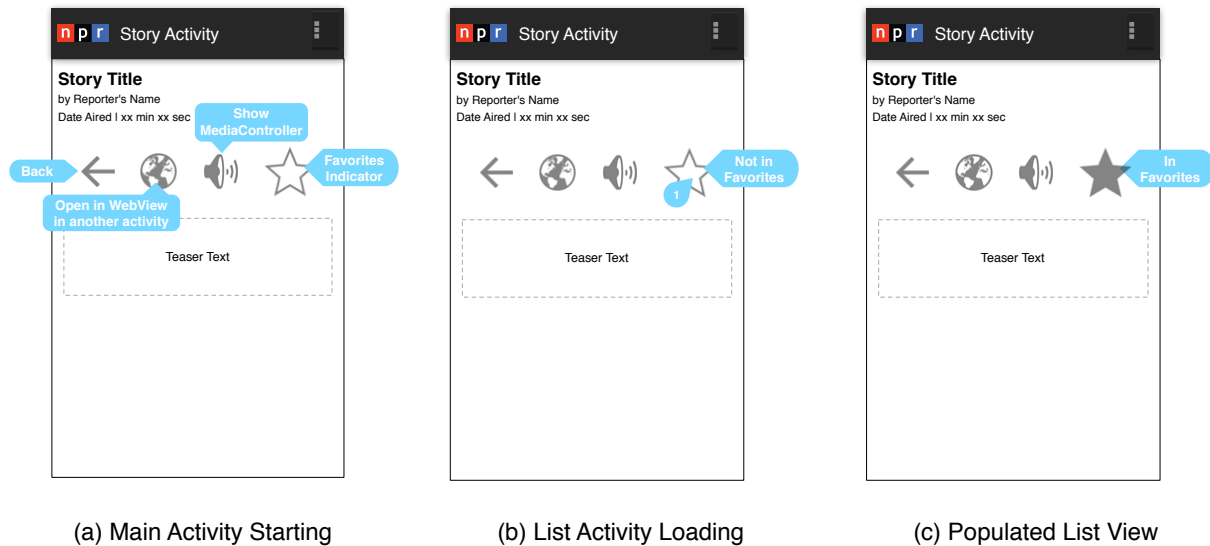 npr Story Activity
Story Title
by Reporter's Name
Date Aired | xx min xx sec
Show
MediaController
Back
Favorites
Indicator
Open in WebView
in another activity
Teaser Text
(a) Main Activity Starting
npr Story Activity
Story Title
by Reporter's Name
Date Aired | xx min xx sec
Not in
Favorites
1
Teaser Text
(b) List Activity Loading
npr Story Activity
Story Title
by Reporter's Name
Date Aired | xx min xx sec
In
Favorites
Teaser Text
(c) Populated List View